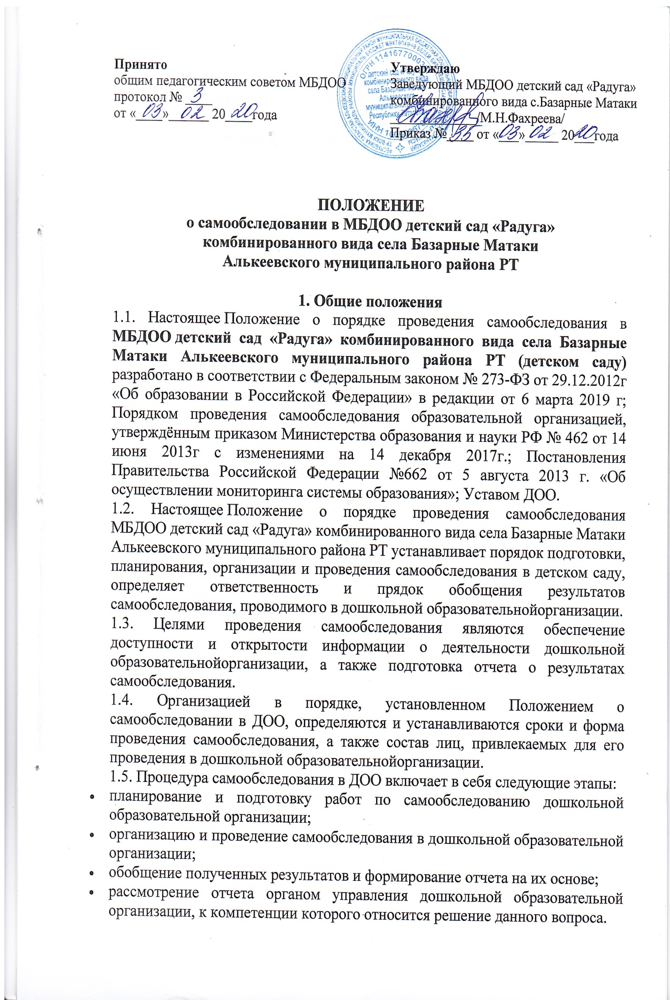 Принято
общим педагогическим советом МБДОО
протокол № 3
от «03» 02 2020года
Утверждаю
Заведующий МБДОО детский сад «Радуга»
комбинированного вида с.Базарные Матаки
/М.Н.Фахреева/
Приказ № 35 от «03» 02 2020года
детский сад
комбинированного вида
села Базарные
Алькеевского
муниципального
Республики Татарстан
ПОЛОЖЕНИЕ
о самообследовании в МБДОО детский сад «Радуга»
комбинированного вида села Базарные Матаки
Алькеевского муниципального района РТ
1. Общие положения
1.1. Настоящее Положение о порядке проведения самообследования в
МБДОО детский сад «Радуга» комбинированного вида села Базарные
Матаки Алькеевского муниципального района РТ (детском саду)
разработано в соответствии с Федеральным законом № 273-ФЗ от 29.12.2012г
«Об образовании в Российской Федерации» в редакции от 6 марта 2019 г;
Порядком проведения самообследования образовательной организацией,
утверждённым приказом Министерства образования и науки РФ № 462 от 14
июня 2013г с изменениями на 14 декабря 2017г.; Постановления
Правительства Российской Федерации №662 от 5 августа 2013 г. «Об
осуществлении мониторинга системы образования»; Уставом ДОО.
1.2. Настоящее Положение о порядке проведения самообследования
МБДОО детский сад «Радуга» комбинированного вида села Базарные Матаки
Алькеевского муниципального района РТ устанавливает порядок подготовки,
планирования, организации и проведения самообследования в детском саду,
определяет ответственность и прядок обобщения результатов
самообследования, проводимого в дошкольной образовательнойорганизации.
1.3. Целями проведения самообследования являются обеспечение
доступности и открытости информации о деятельности дошкольной
образовательнойорганизации, а также подготовка отчета о результатах
самообследования.
1.4. Организацией в порядке, установленном Положением о
самообследовании в ДОО, определяются и устанавливаются сроки и форма
проведения самообследования, а также состав лиц, привлекаемых для его
проведения в дошкольной образовательнойорганизации.
1.5. Процедура самообследования в ДОО включает в себя следующие этапы:
• планирование и подготовку работ по самообследованию дошкольной
образовательной организации;
• организацию и проведение самообследования в дошкольной образовательной
организации;
• обобщение полученных результатов и формирование отчета на их основе;
• рассмотрение отчета органом управления дошкольной образовательной
организации, к компетенции которого относится решение данного вопроса.